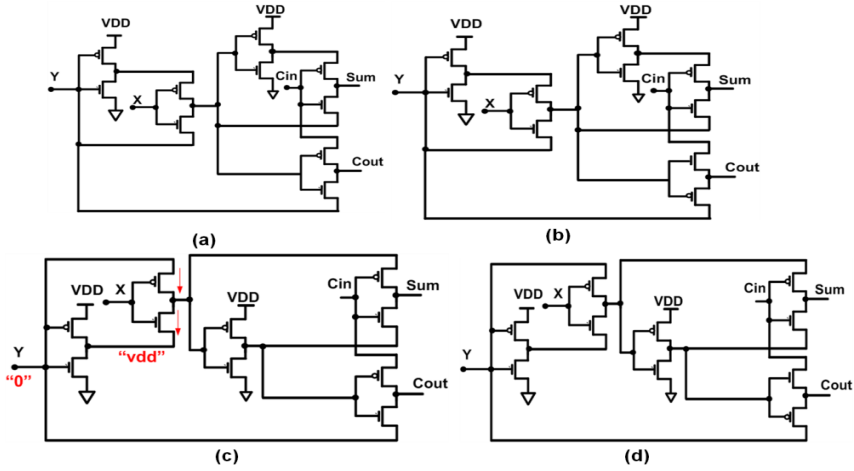 VDD
VDD
Y
X
Cin
Sum
Cout
(a)
VDD
VDD
Y
X
Cin
Sum
Cout
(b)
VDD
X
VDD
Cin
Sum
Y
"0"
"vdd"
Cout
(c)
VDD
X
VDD
Cin
Sum
Y
Cout
(d)